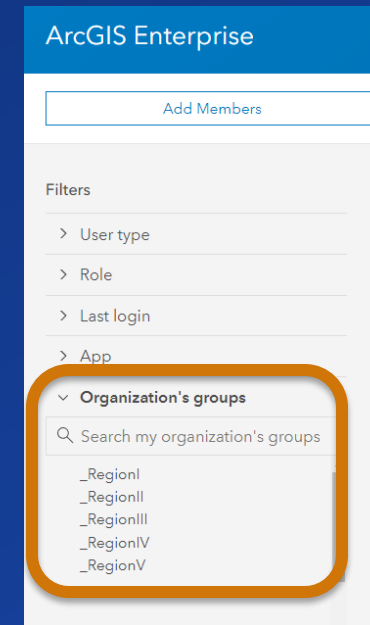 ArcGIS Enterprise
Add Members
Filters
User type
Role
Last login
App
Organization's groups
Search my organization's groups
_RegionI
_RegionII
_RegionIII
_RegionIV
_RegionV